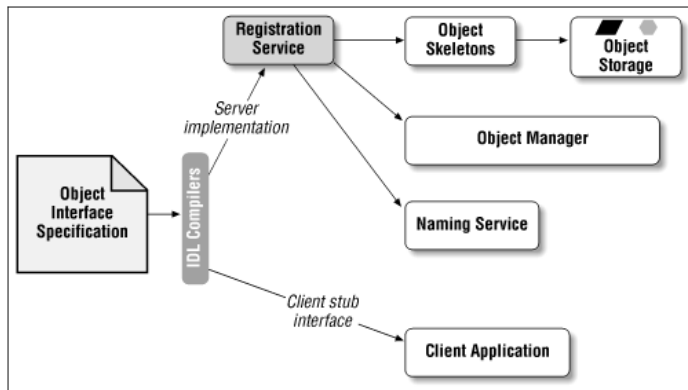 Registration
Service
Object
Skeletons
Object
Storage
Server
implementation
Object Manager
Object
Interface
Specification
IDL Compilers
Naming Service
Client stub
interface
Client Application